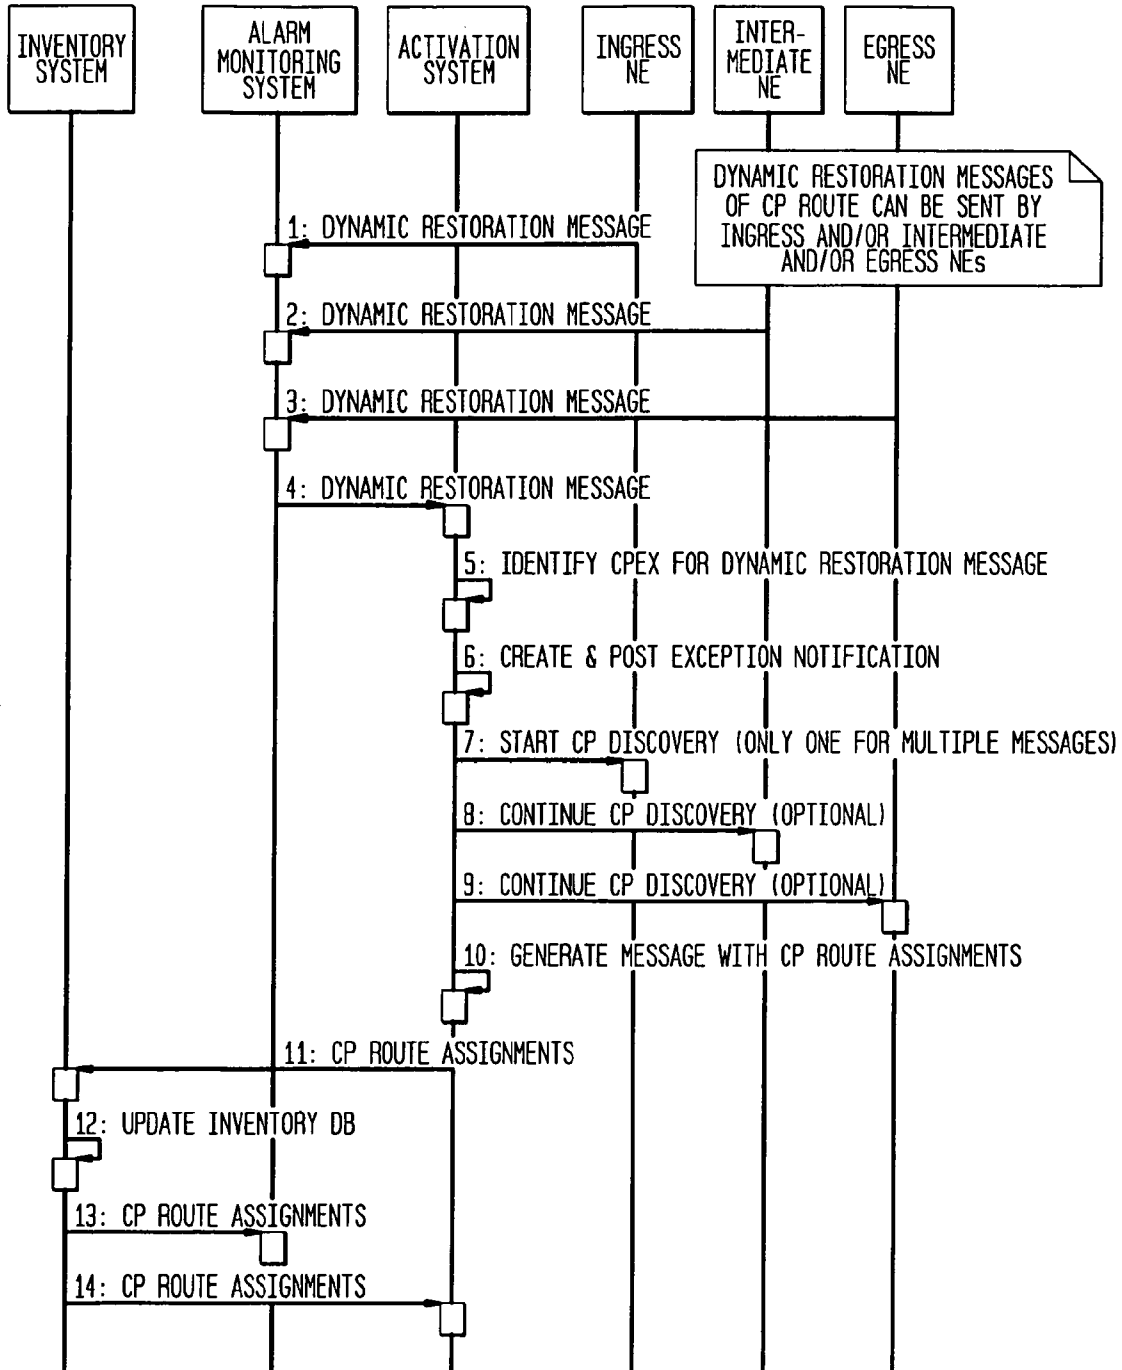 INVENTORY
SYSTEM
ALARM
MONITORING
SYSTEM
ACTIVATION
SYSTEM
INGRESS
NE
INTER-
MEDIATE
NE
EGRESS
NE
DYNAMIC RESTORATION MESSAGES
OF CP ROUTE CAN BE SENT BY
INGRESS AND/OR INTERMEDIATE
AND/OR EGRESS NEs
1: DYNAMIC RESTORATION MESSAGE
2: DYNAMIC RESTORATION MESSAGE
3: DYNAMIC RESTORATION MESSAGE
4: DYNAMIC RESTORATION MESSAGE
5: IDENTIFY CPEX FOR DYNAMIC RESTORATION MESSAGE
6: CREATE & POST EXCEPTION NOTIFICATION
7: START CP DISCOVERY (ONLY ONE FOR MULTIPLE MESSAGES)
8: CONTINUE CP DISCOVERY (OPTIONAL)
9: CONTINUE CP DISCOVERY (OPTIONAL)
10: GENERATE MESSAGE WITH CP ROUTE ASSIGNMENTS
11: CP ROUTE ASSIGNMENTS
12: UPDATE INVENTORY DB
13: CP ROUTE ASSIGNMENTS
14: CP ROUTE ASSIGNMENTS